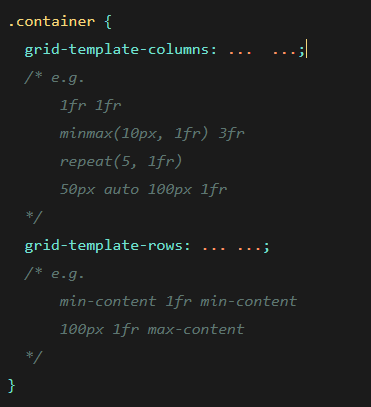 .container {
  grid-template-columns: ...  ...;
  /* e.g.
      1fr 1fr
      minmax(10px, 1fr) 3fr
      repeat(5, 1fr)
      50px auto 100px 1fr
  */
  grid-template-rows: ... ...;
  /* e.g.
      min-content 1fr min-content
      100px 1fr max-content
  */
}